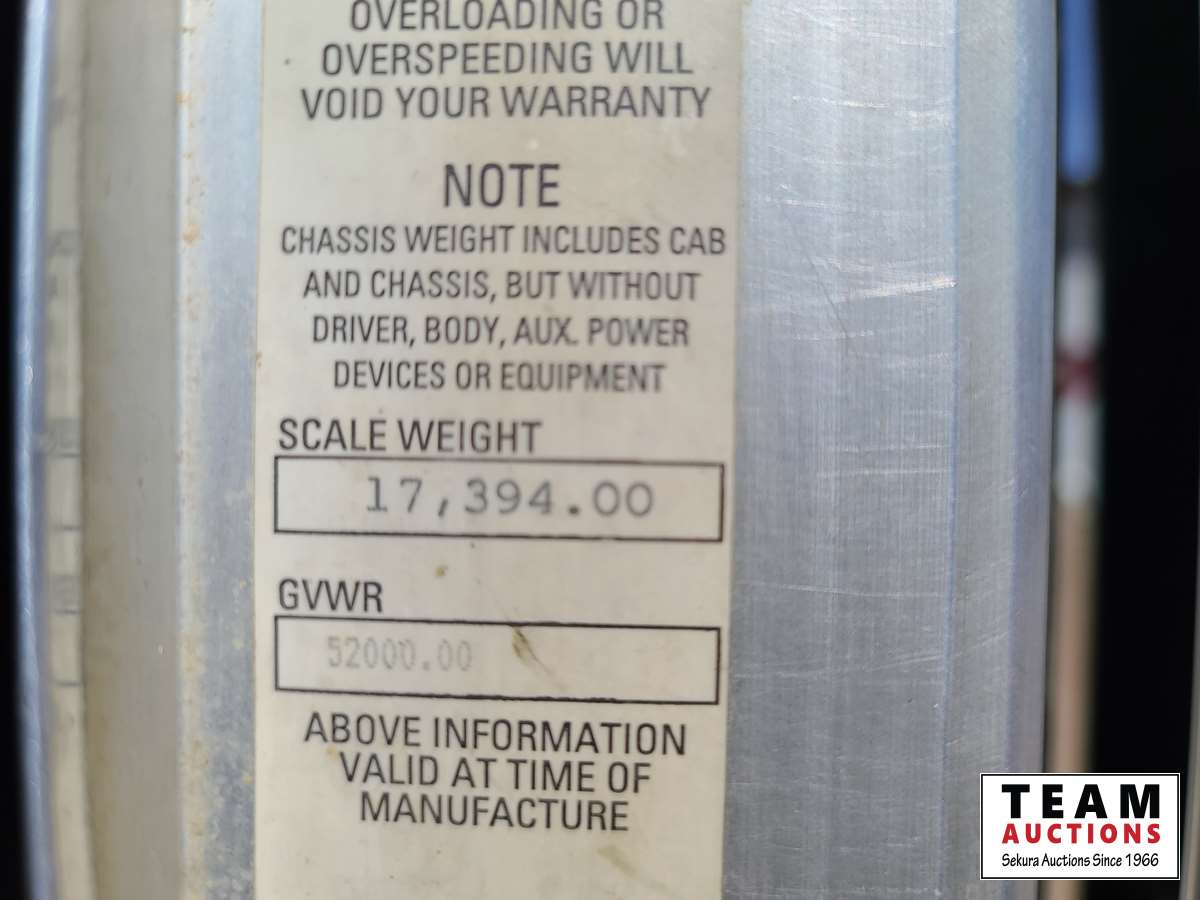 OVERLOADING OR
OVERSPEEDING WILL
VOID YOUR WARRANTY
NOTE
CHASSIS WEIGHT INCLUDES CAB
AND CHASSIS, BUT WITHOUT
DRIVER, BODY, AUX. POWER
DEVICES OR EQUIPMENT
SCALE WEIGHT
17,394.00
GVWR
52000.00
ABOVE INFORMATION
VALID AT TIME OF
MANUFACTURE
TEAM
AUCTIONS
Sekura Auctions Since 1966